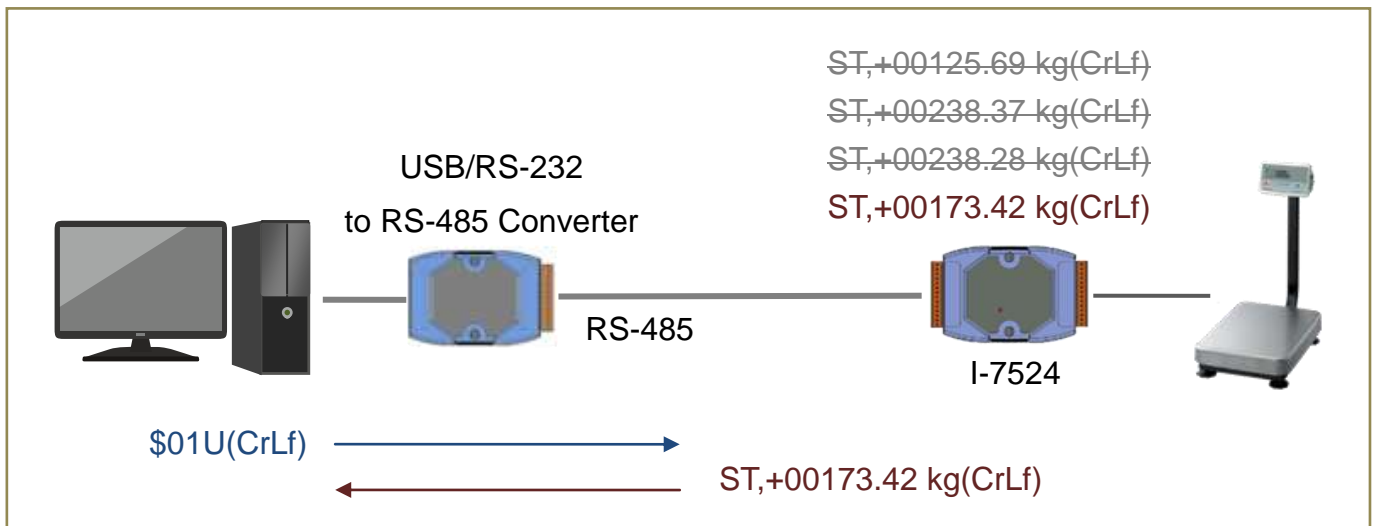 ST,+00125.69 kg(CrLf)
ST,+00238.37 kg(CrLf)
ST,+00238.28 kg(CrLf)
ST,+00173.42 kg(CrLf)
USB/RS-232
to RS-485 Converter
RS-485
I-7524
$01U(CrLf)
ST,+00173.42 kg(CrLf)